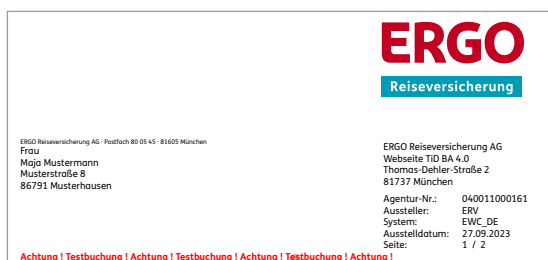 ERGO
Reiseversicherung
ERGO Reiseversicherung AG · Postfach 80 05 45 · 81605 München
Frau
Maja Mustermann
Musterstraße 8
86791 Musterhausen
ERGO Reiseversicherung AG
Webseite TiD BA 4.0
Thomas-Dehler-Straße 2
81737 München
Agentur-Nr.: 040011000161
Aussteller: ERV
System: EWC_DE
Ausstelldatum: 27.09.2023
Seite: 1 / 2
Achtung ! Testbuchung ! Achtung ! Testbuchung ! Achtung ! Testbuchung ! Achtung !